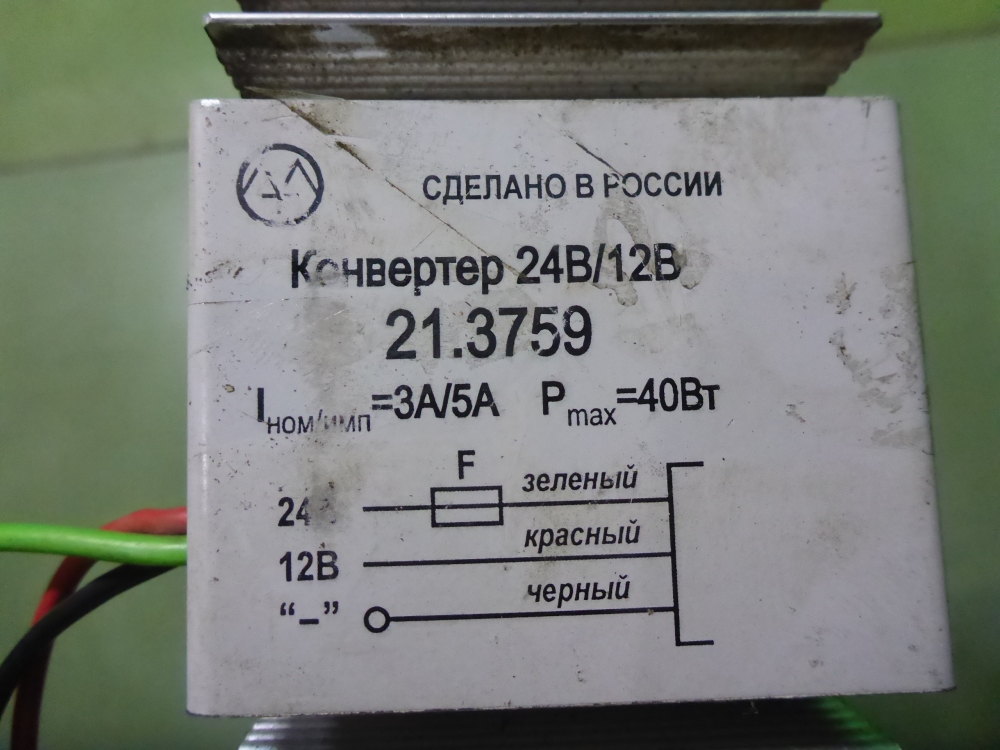 СДЕЛАНО В РОССИИ
Конвертер 24В/12В
21.3759
Iном/имп=3А/5А Pmax=40Вт
F
24 зеленый
12В красный
“–” черный